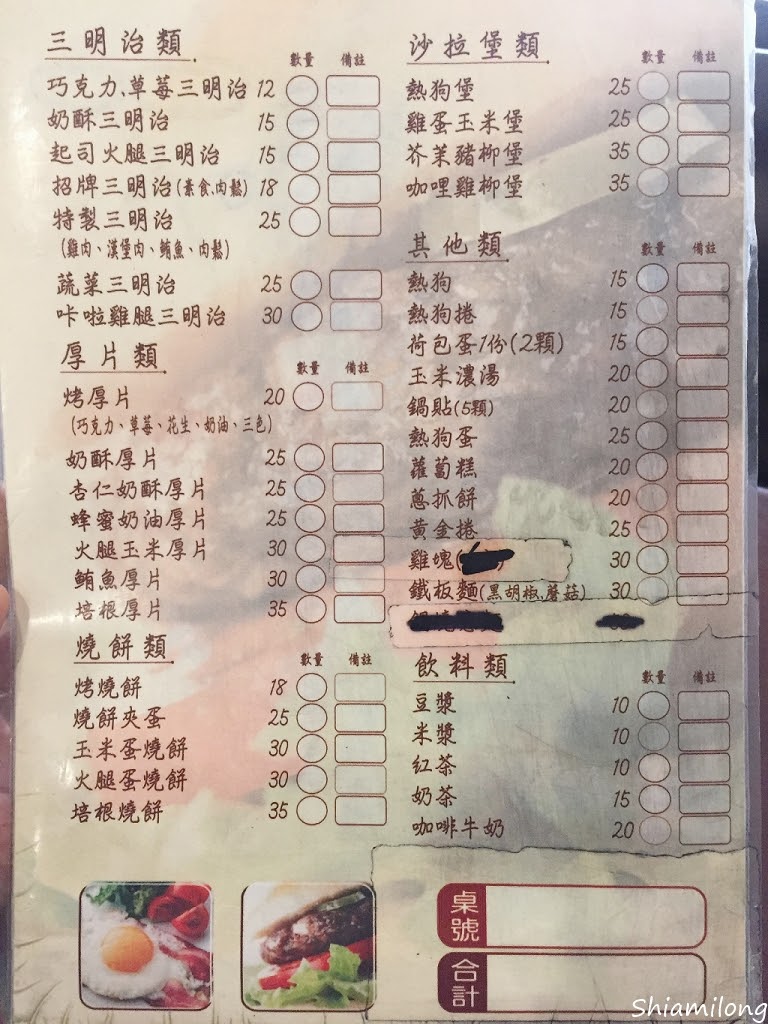 三明治類 數量 備註
巧克力、草莓三明治 12
奶酥三明治 15
起司火腿三明治 15
招牌三明治(素食、肉鬆) 18
特製三明治 25
(雞肉、漢堡肉、鮪魚、肉鬆)
蔬菜三明治 25
咔啦雞腿三明治 30
厚片類 數量 備註
烤厚片 20
(巧克力、草莓、花生、奶油、三色)
奶酥厚片 25
杏仁奶酥厚片 25
蜂蜜奶油厚片 25
火腿玉米厚片 30
鮪魚厚片 30
培根厚片 35
燒餅類 數量 備註
烤燒餅 18
燒餅夾蛋 25
玉米蛋燒餅 30
火腿蛋燒餅 30
培根燒餅 35
沙拉堡類 數量 備註
熱狗堡 25
雞蛋玉米堡 25
芥茉豬柳堡 35
咖哩雞柳堡 35
其他類 數量 備註
熱狗 15
熱狗捲 15
荷包蛋1份(2顆) 15
玉米濃湯 20
鍋貼(5顆) 20
熱狗蛋 25
蘿蔔糕 20
蔥抓餅 20
黃金捲 25
雞塊( ) 30
鐵板麵(黑胡椒、蘑菇) 30
飲料類 數量 備註
豆漿 10
米漿 10
紅茶 10
奶茶 15
咖啡牛奶 20
桌號
合計
Shiamilong